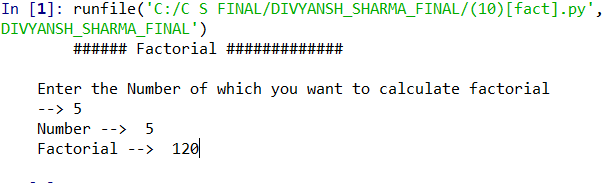 In [1]: runfile('C:/C S FINAL/DIVYANSH_SHARMA_FINAL/(10)[fact].py',
DIVYANSH_SHARMA_FINAL')
###### Factorial #############
Enter the Number of which you want to calculate factorial
--> 5
Number -->  5
Factorial -->  120